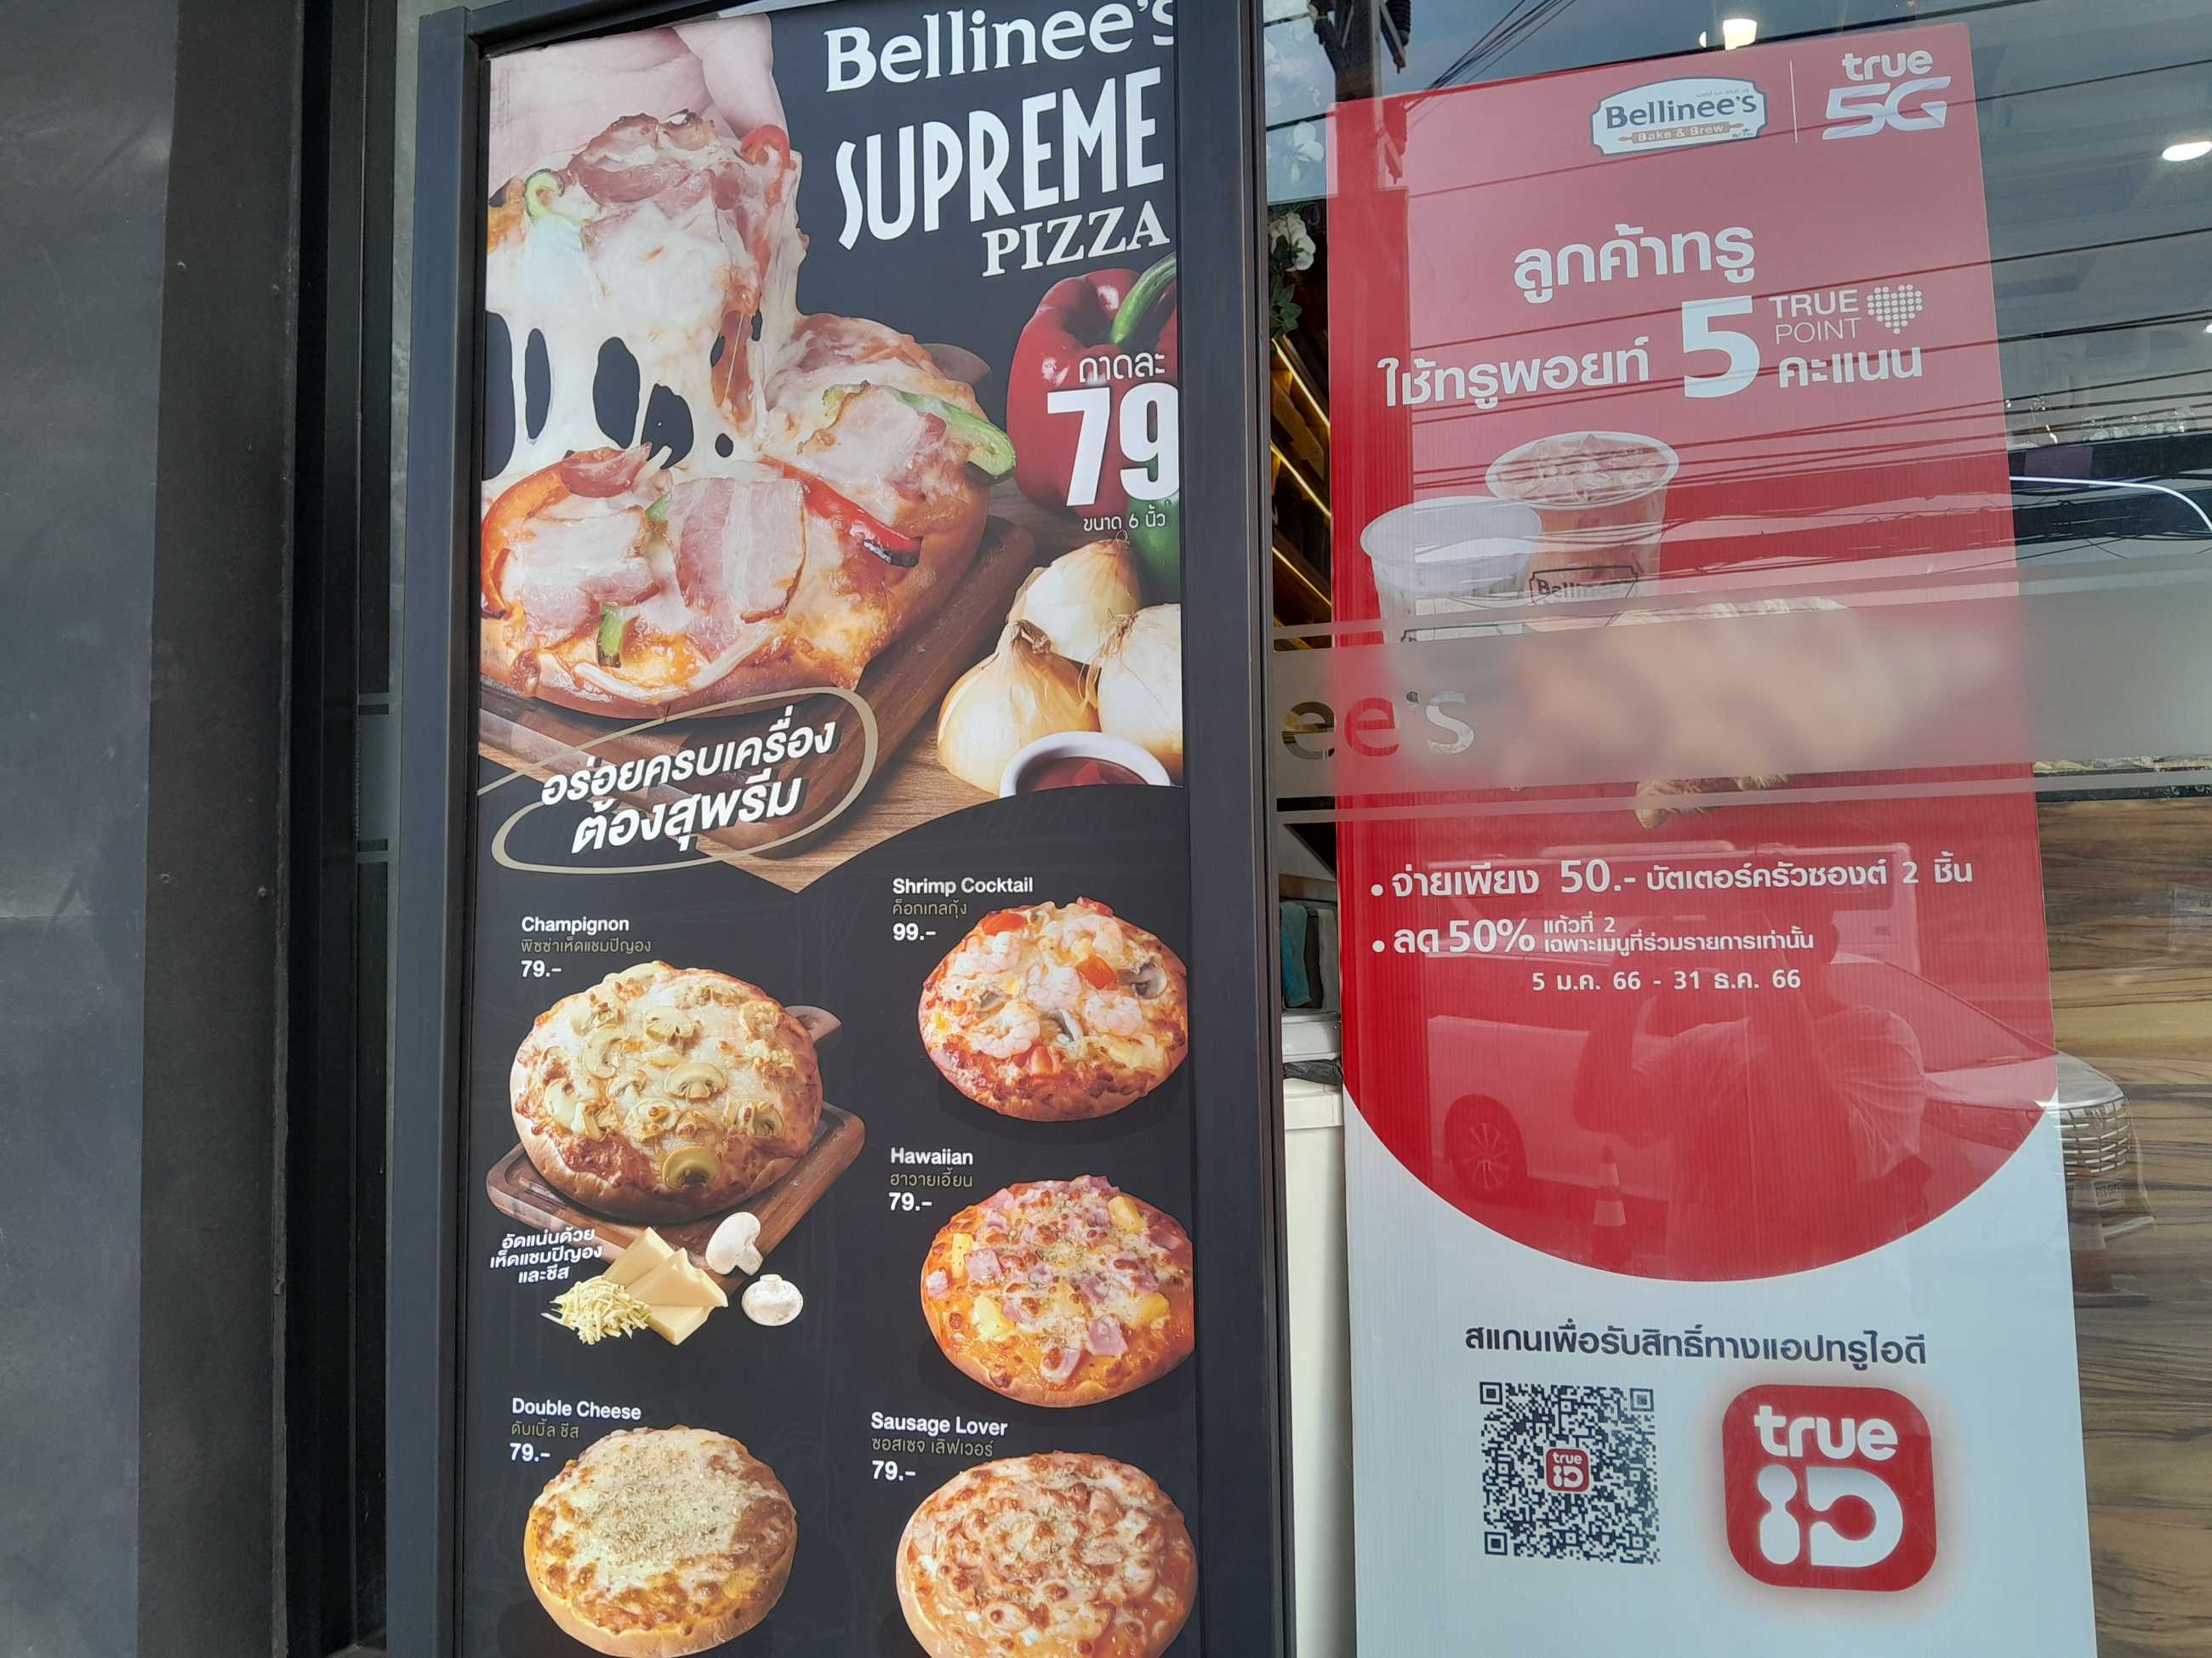 Bellinee's
SUPREME
PIZZA
ถาดละ
79
ขนาด 6 นิ้ว
อร่อยครบเครื่อง
ต้องสุพรีม
Champignon
พิซซ่าเห็ดแชมปิญอง
79.-
อัดแน่นด้วย
เห็ดแชมปิญอง
และชีส
Shrimp Cocktail
ค็อกเทลกุ้ง
99.-
Hawaiian
ฮาวายเอี้ยน
79.-
Double Cheese
ดับเบิ้ล ชีส
79.-
Sausage Lover
ซอสเซจ เลิฟเวอร์
79.-
Bellinee's
Bake & Brew
true
5G
ลูกค้าทรู
ใช้ทรูพอยท์ 5 TRUE POINT คะแนน
Bellinee
ee's
• จ่ายเพียง 50.- บัตเตอร์ครัวซองต์ 2 ชิ้น
• ลด 50% แก้วที่ 2
เฉพาะเมนูที่ร่วมรายการเท่านั้น
5 ม.ค. 66 - 31 ธ.ค. 66
สแกนเพื่อรับสิทธิ์ทางแอปทรูไอดี
true
iD
true
iD